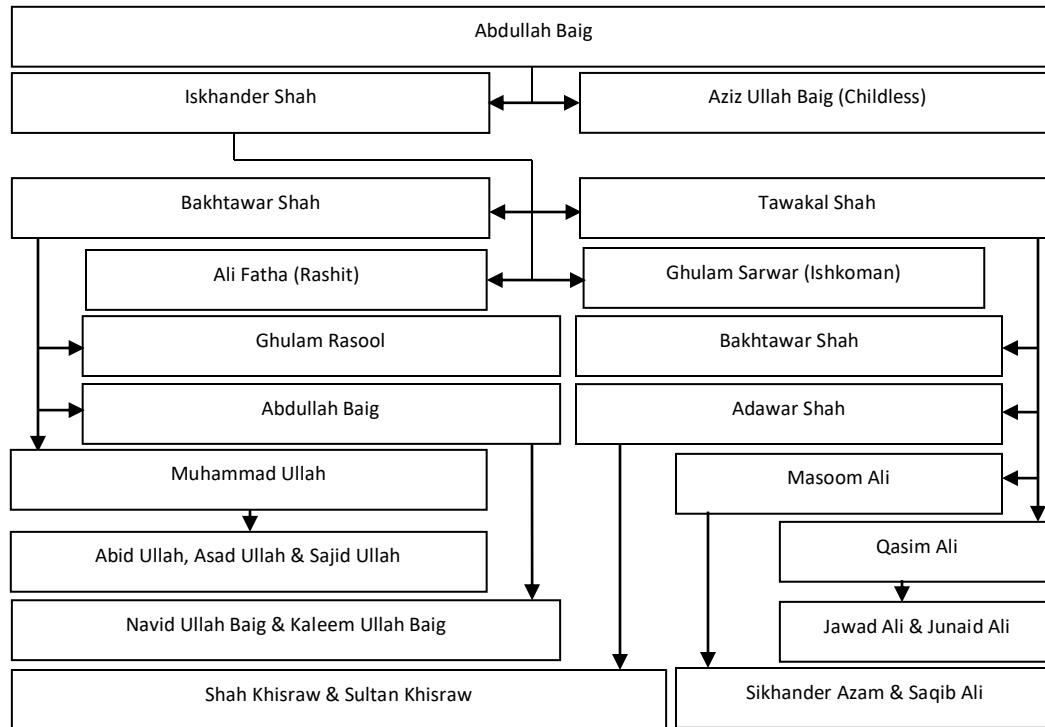 Abdullah Baig
Iskhander Shah
Aziz Ullah Baig (Childless)
Bakhtawar Shah
Tawakal Shah
Ali Fatha (Rashit)
Ghulam Sarwar (Ishkoman)
Ghulam Rasool
Bakhtawar Shah
Abdullah Baig
Adawar Shah
Muhammad Ullah
Masoom Ali
Abid Ullah, Asad Ullah & Sajid Ullah
Qasim Ali
Navid Ullah Baig & Kaleem Ullah Baig
Jawad Ali & Junaid Ali
Shah Khisraw & Sultan Khisraw
Sikhander Azam & Saqib Ali